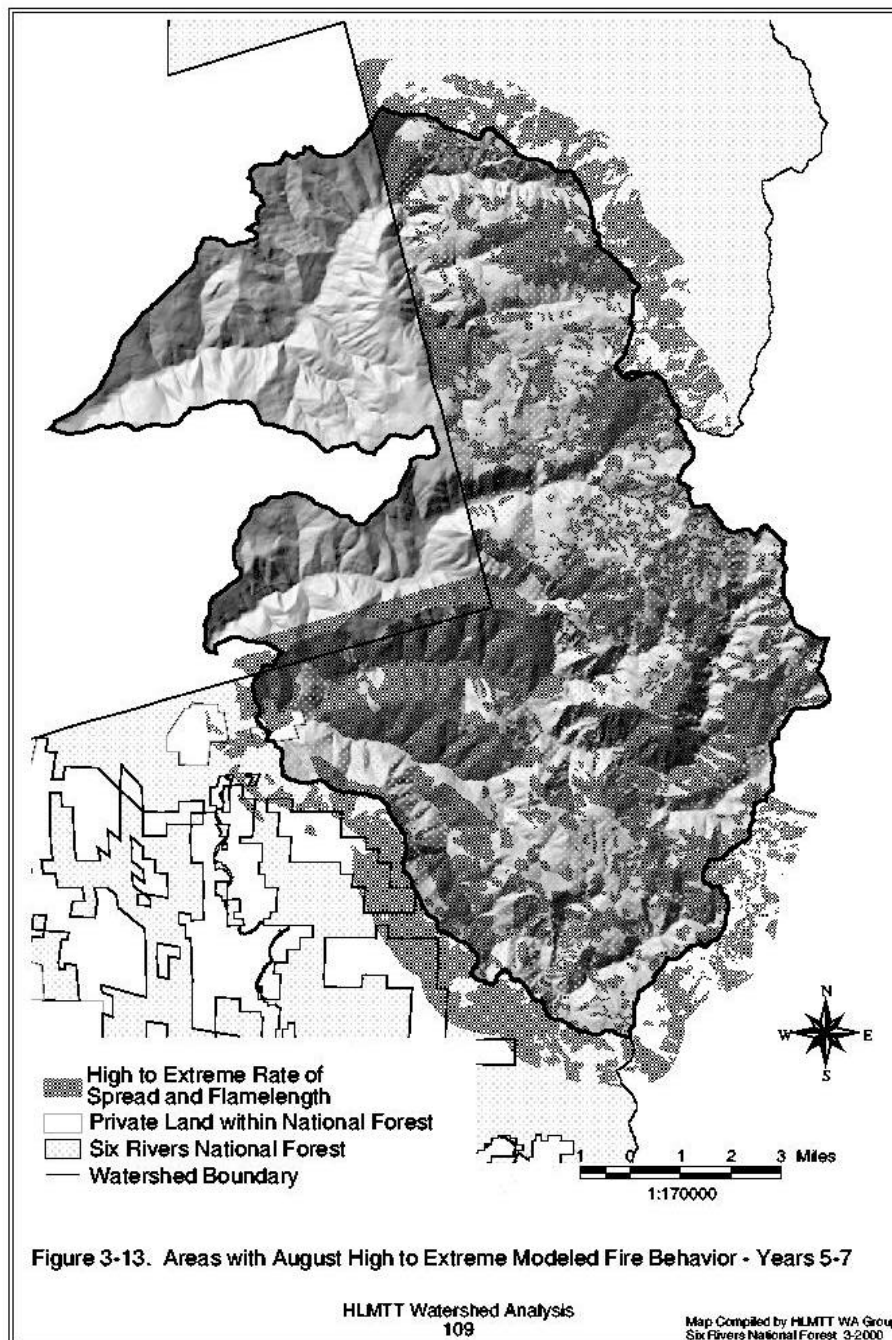 N
W
E
S
High to Extreme Rate of
Spread and Flamelength
Private Land within National Forest
Six Rivers National Forest
Watershed Boundary
1 0 1 2 3 Miles
1:170000
Figure 3-13. Areas with August High to Extreme Modeled Fire Behavior - Years 5-7
HLMTT Watershed Analysis
109
Map Compiled by HLMTT WA Group
Six Rivers National Forest 3-2000